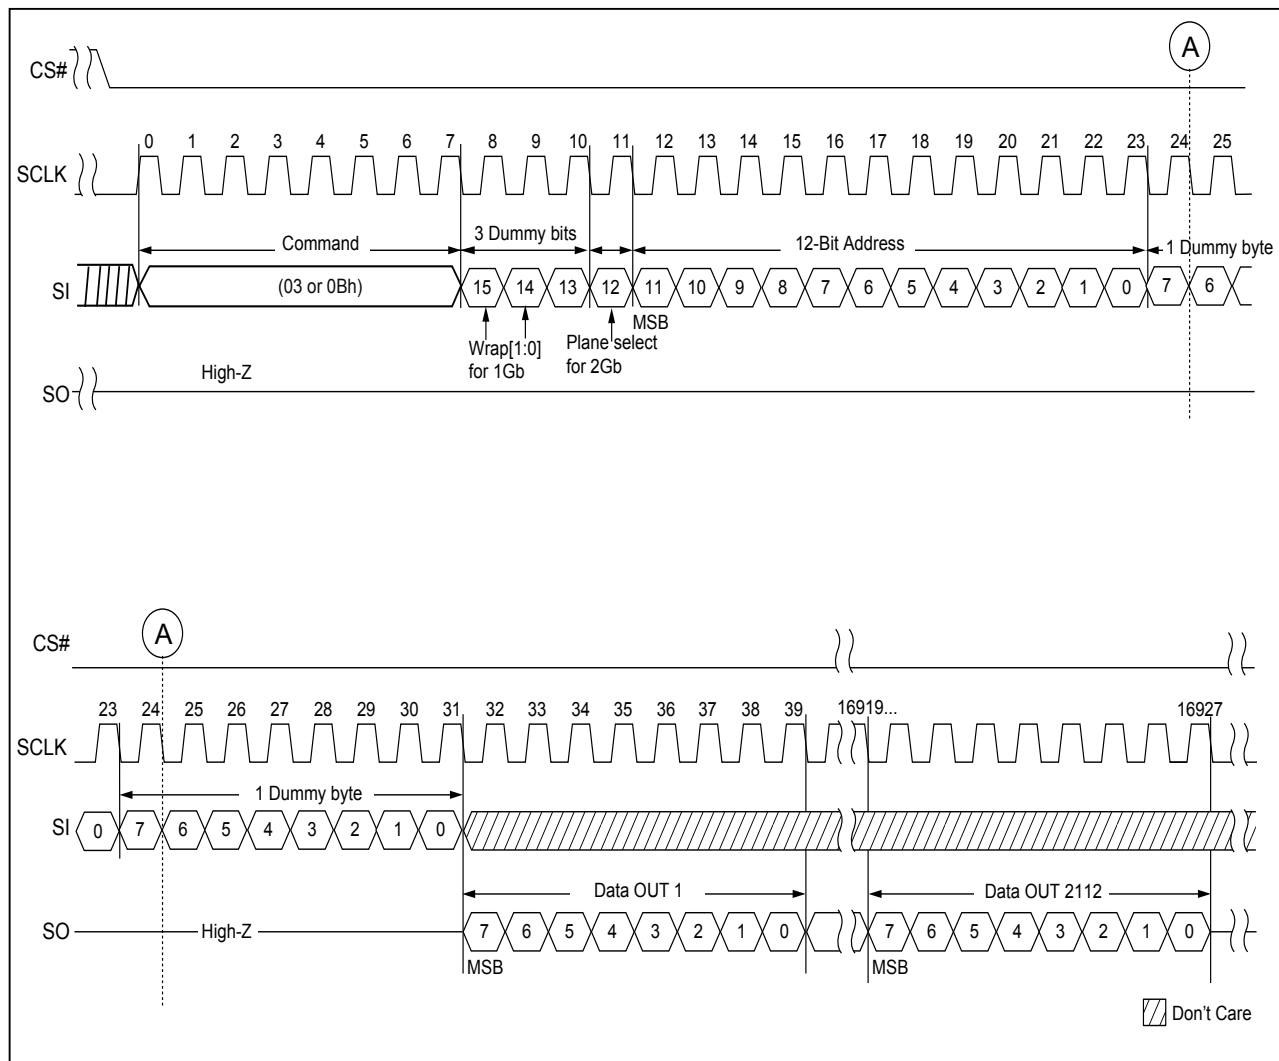 A
CS#
0 1 2 3 4 5 6 7 8 9 10 11 12 13 14 15 16 17 18 19 20 21 22 23 24 25
SCLK
Command 3 Dummy bits 12-Bit Address 1 Dummy byte
SI (03 or 0Bh) 15 14 13 12 11 10 9 8 7 6 5 4 3 2 1 0 7 6
MSB
Wrap[1:0] Plane select
for 1Gb for 2Gb
High-Z
SO
A
CS#
23 24 25 26 27 28 29 30 31 32 33 34 35 36 37 38 39 16919... 16927
SCLK
1 Dummy byte
SI 0 7 6 5 4 3 2 1 0
Data OUT 1 Data OUT 2112
SO High-Z 7 6 5 4 3 2 1 0 7 6 5 4 3 2 1 0
MSB MSB
Don't Care